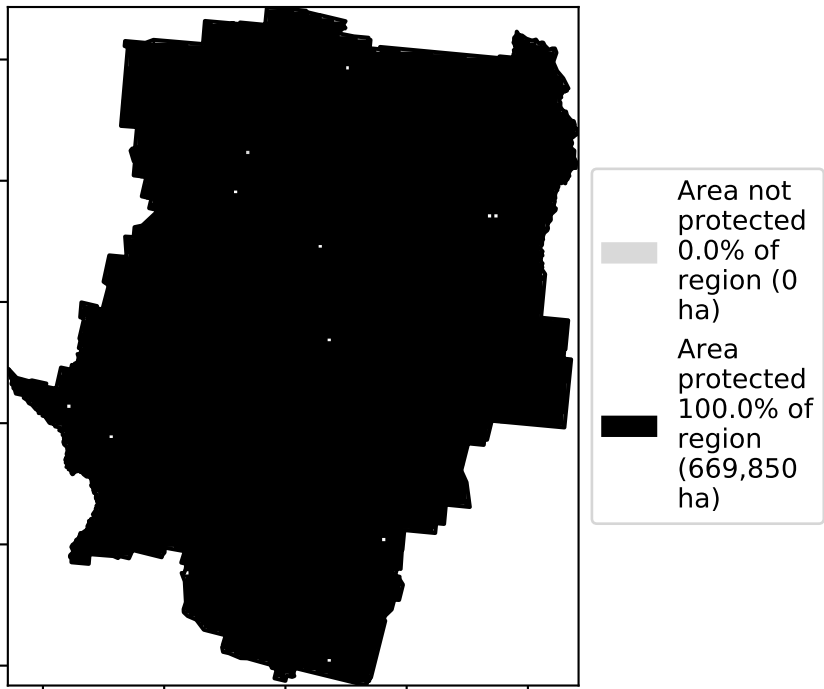 Area not
protected
0.0% of
region (0
ha)
Area
protected
100.0% of
region
(669,850
ha)